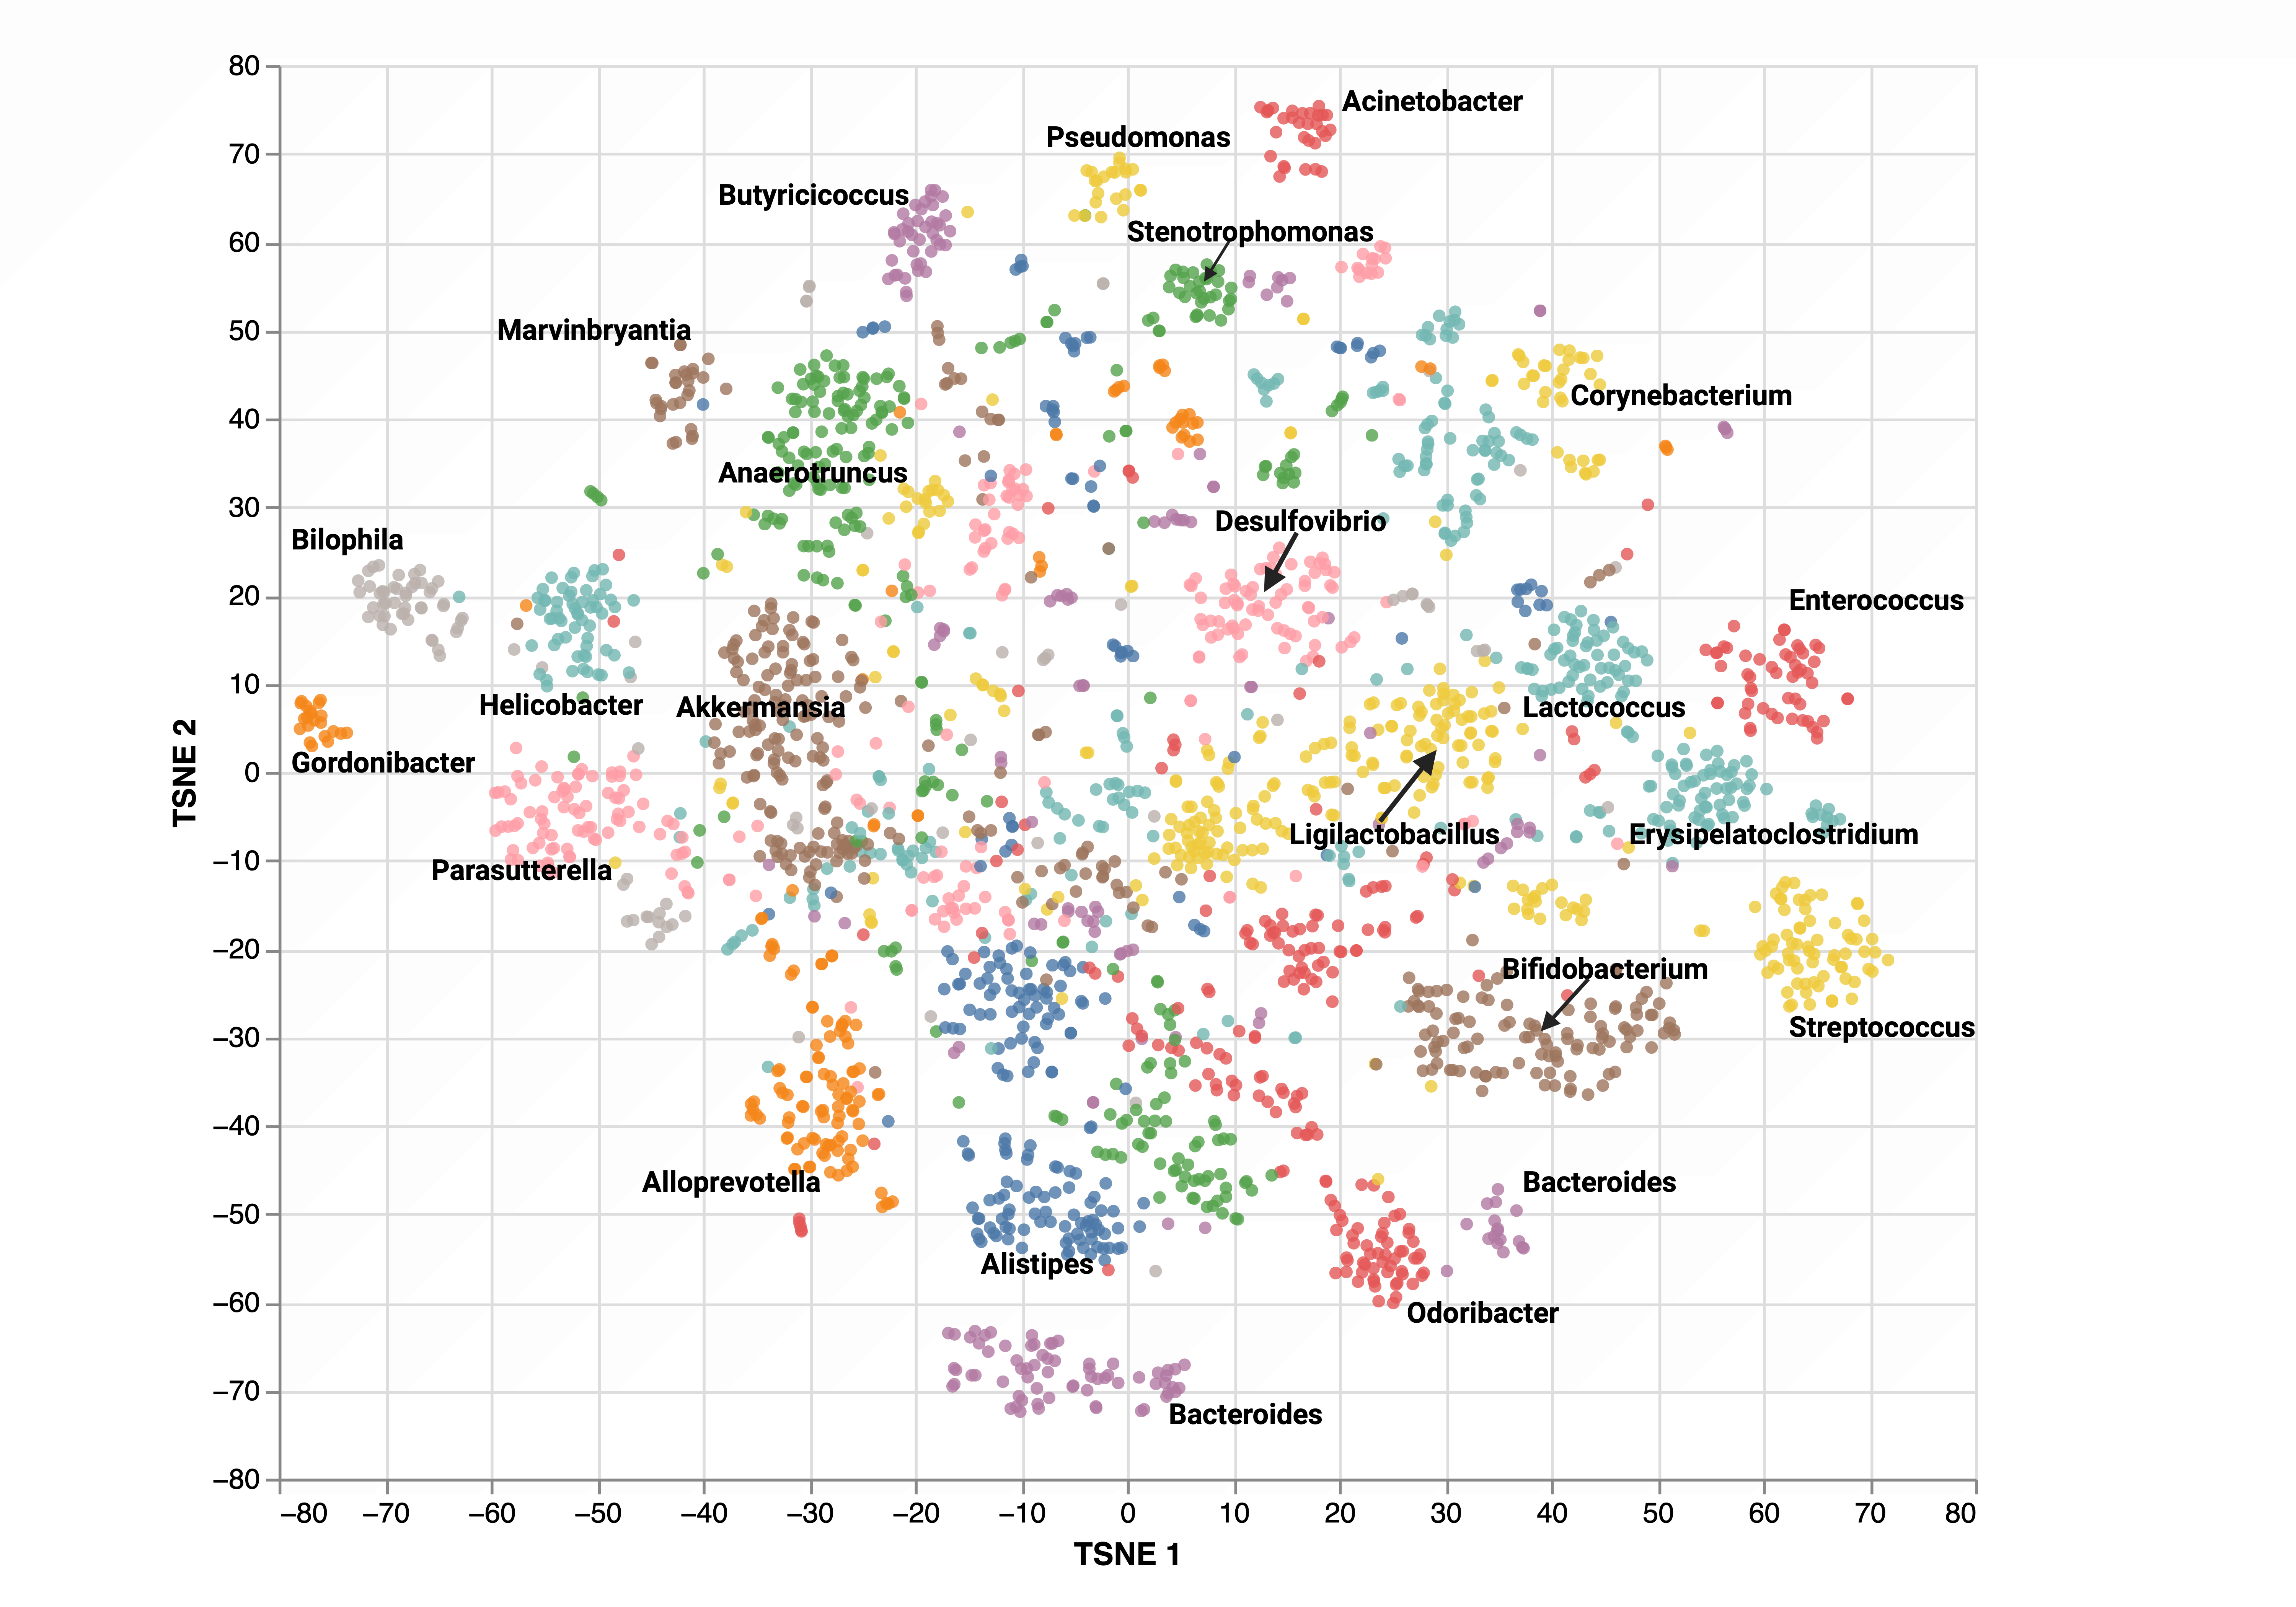 80
Acinetobacter
Pseudomonas
70
Butyricicoccus
Stenotrophomonas
60
50
Marvinbryantia
Corynebacterium
40
Anaerotruncus
30
Desulfovibrio
Bilophila
20
Enterococcus
10
Helicobacter
Akkermansia
Lactococcus
Gordonibacter
0
TSNE 2
Ligilactobacillus
Erysipelatoclostridium
−10
Parasutterella
−20
Bifidobacterium
Streptococcus
−30
−40
Alloprevotella
Bacteroides
−50
Alistipes
−60
Odoribacter
−70
Bacteroides
−80
−80 −70 −60 −50 −40 −30 −20 −10 0 10 20 30 40 50 60 70 80
TSNE 1